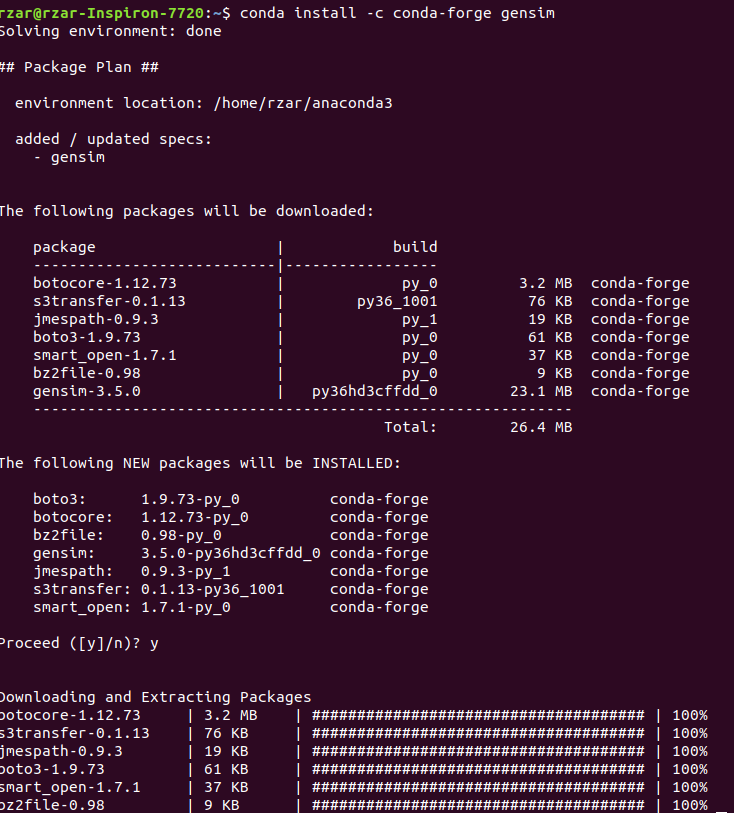 rzar@rzar-Inspiron-7720:~$ conda install -c conda-forge gensim
Solving environment: done
## Package Plan ##
environment location: /home/rzar/anaconda3
added / updated specs:
- gensim
The following packages will be downloaded:
package | build
---------------------------|-----------------
botocore-1.12.73 | py_0 3.2 MB conda-forge
s3transfer-0.1.13 | py36_1001 76 KB conda-forge
jmespath-0.9.3 | py_1 19 KB conda-forge
boto3-1.9.73 | py_0 61 KB conda-forge
smart_open-1.7.1 | py_0 37 KB conda-forge
bz2file-0.98 | py_0 9 KB conda-forge
gensim-3.5.0 | py36hd3cffdd_0 23.1 MB conda-forge
------------------------------------------------------------
Total: 26.4 MB
The following NEW packages will be INSTALLED:
boto3: 1.9.73-py_0 conda-forge
botocore: 1.12.73-py_0 conda-forge
bz2file: 0.98-py_0 conda-forge
gensim: 3.5.0-py36hd3cffdd_0 conda-forge
jmespath: 0.9.3-py_1 conda-forge
s3transfer: 0.1.13-py36_1001 conda-forge
smart_open: 1.7.1-py_0 conda-forge
Proceed ([y]/n)? y
Downloading and Extracting Packages
botocore-1.12.73 | 3.2 MB | ##################################### | 100%
s3transfer-0.1.13 | 76 KB | ##################################### | 100%
jmespath-0.9.3 | 19 KB | ##################################### | 100%
boto3-1.9.73 | 61 KB | ##################################### | 100%
smart_open-1.7.1 | 37 KB | ##################################### | 100%
bz2file-0.98 | 9 KB | ##################################### | 100%